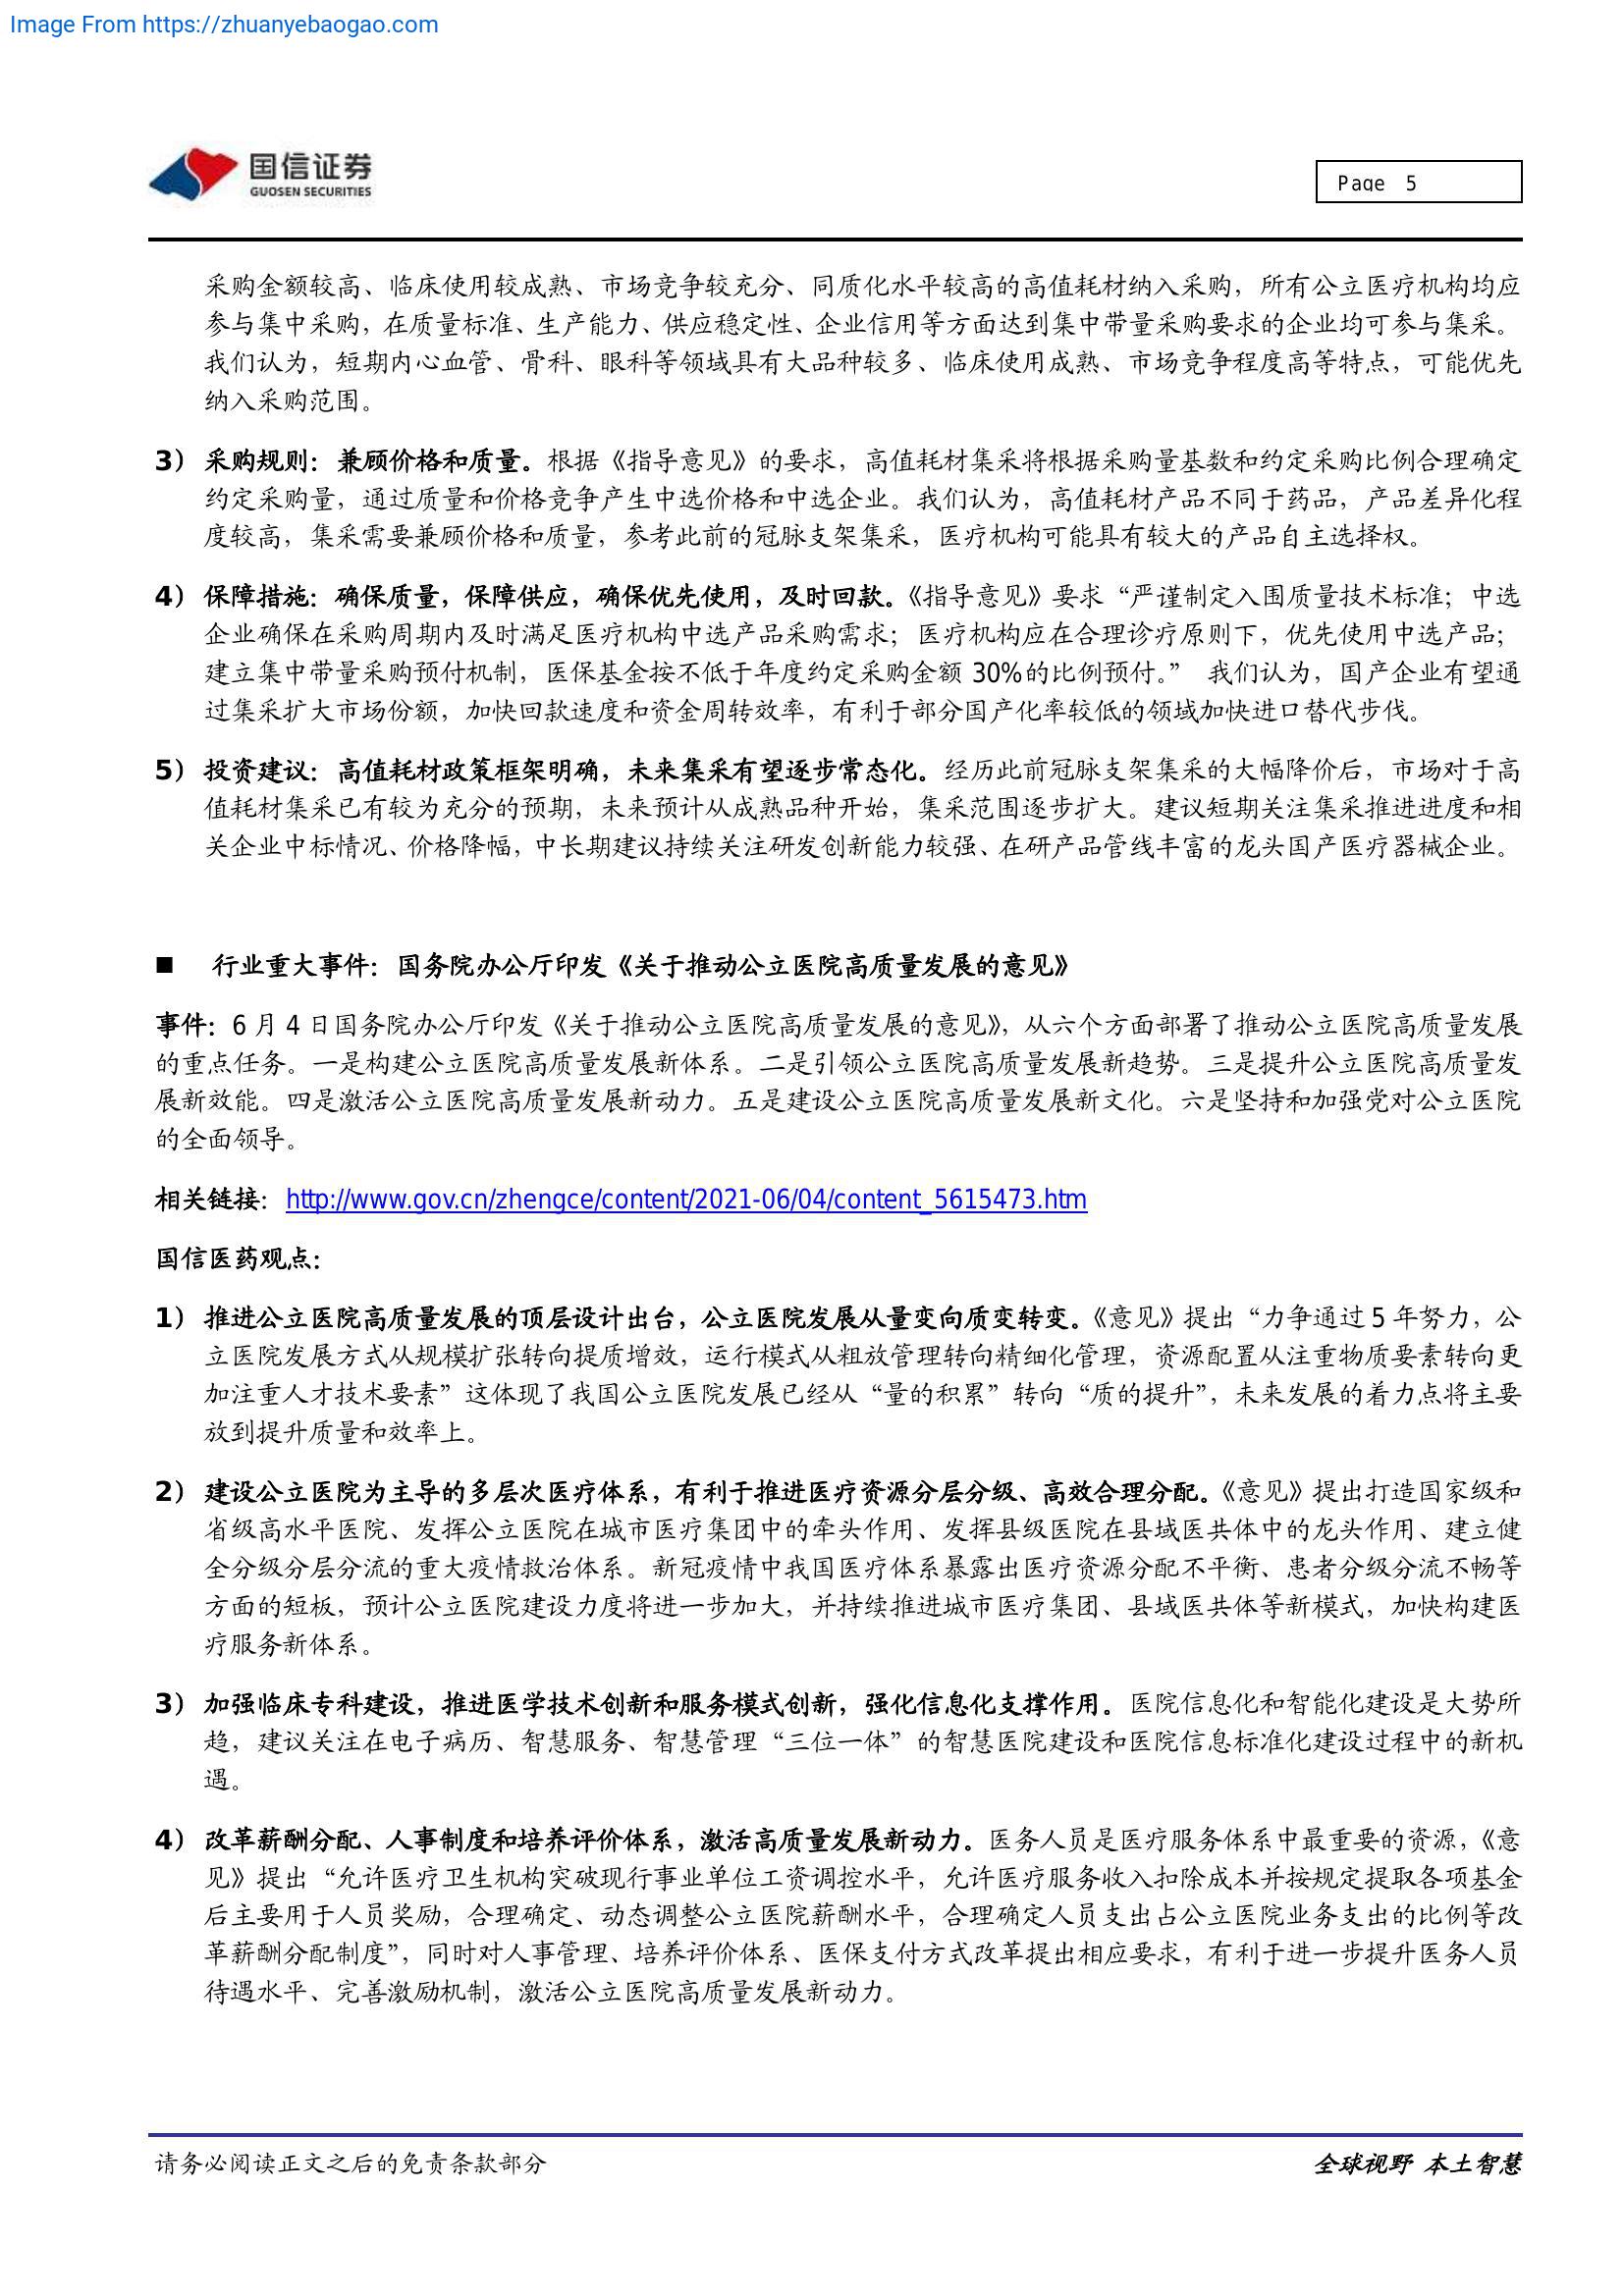 Image From https://zhuanyebaogao.com
国信证券
GUOSEN SECURITIES
Page 5
采购金额较高、临床使用较成熟、市场竞争较充分、同质化水平较高的高值耗材纳入采购，所有公立医疗机构均应
参与集中采购，在质量标准、生产能力、供应稳定性、企业信用等方面达到集中带量采购要求的企业均可参与集采。
我们认为，短期内心血管、骨科、眼科等领域具有大品种较多、临床使用成熟、市场竞争程度高等特点，可能优先
纳入采购范围。
3） 采购规则：兼顾价格和质量。根据《指导意见》的要求，高值耗材集采将根据采购量基数和约定采购比例合理确定
约定采购量，通过质量和价格竞争产生中选价格和中选企业。我们认为，高值耗材产品不同于药品，产品差异化程
度较高，集采需要兼顾价格和质量，参考此前的冠脉支架集采，医疗机构可能具有较大的产品自主选择权。
4） 保障措施：确保质量，保障供应，确保优先使用，及时回款。《指导意见》要求“严谨制定入围质量技术标准；中选
企业确保在采购周期内及时满足医疗机构中选产品采购需求；医疗机构应在合理诊疗原则下，优先使用中选产品；
建立集中带量采购预付机制，医保基金按不低于年度约定采购金额 30%的比例预付。” 我们认为，国产企业有望通
过集采扩大市场份额，加快回款速度和资金周转效率，有利于部分国产化率较低的领域加快进口替代步伐。
5） 投资建议：高值耗材政策框架明确，未来集采有望逐步常态化。经历此前冠脉支架集采的大幅降价后，市场对于高
值耗材集采已有较为充分的预期，未来预计从成熟品种开始，集采范围逐步扩大。建议短期关注集采推进进度和相
关企业中标情况、价格降幅，中长期建议持续关注研发创新能力较强、在研产品管线丰富的龙头国产医疗器械企业。
■ 行业重大事件：国务院办公厅印发《关于推动公立医院高质量发展的意见》
事件：6 月 4 日国务院办公厅印发《关于推动公立医院高质量发展的意见》，从六个方面部署了推动公立医院高质量发展
的重点任务。一是构建公立医院高质量发展新体系。二是引领公立医院高质量发展新趋势。三是提升公立医院高质量发
展新效能。四是激活公立医院高质量发展新动力。五是建设公立医院高质量发展新文化。六是坚持和加强党对公立医院
的全面领导。
相关链接：http://www.gov.cn/zhengce/content/2021-06/04/content_5615473.htm
国信医药观点：
1） 推进公立医院高质量发展的顶层设计出台，公立医院发展从量变向质变转变。《意见》提出“力争通过 5 年努力，公
立医院发展方式从规模扩张转向提质增效，运行模式从粗放管理转向精细化管理，资源配置从注重物质要素转向更
加注重人才技术要素”这体现了我国公立医院发展已经从“量的积累”转向“质的提升”，未来发展的着力点将主要
放到提升质量和效率上。
2） 建设公立医院为主导的多层次医疗体系，有利于推进医疗资源分层分级、高效合理分配。《意见》提出打造国家级和
省级高水平医院、发挥公立医院在城市医疗集团中的牵头作用、发挥县级医院在县域医共体中的龙头作用、建立健
全分级分层分流的重大疫情救治体系。新冠疫情中我国医疗体系暴露出医疗资源分配不平衡、患者分级分流不畅等
方面的短板，预计公立医院建设力度将进一步加大，并持续推进城市医疗集团、县域医共体等新模式，加快构建医
疗服务新体系。
3） 加强临床专科建设，推进医学技术创新和服务模式创新，强化信息化支撑作用。医院信息化和智能化建设是大势所
趋，建议关注在电子病历、智慧服务、智慧管理“三位一体”的智慧医院建设和医院信息标准化建设过程中的新机
遇。
4） 改革薪酬分配、人事制度和培养评价体系，激活高质量发展新动力。医务人员是医疗服务体系中最重要的资源，《意
见》提出“允许医疗卫生机构突破现行事业单位工资调控水平，允许医疗服务收入扣除成本并按规定提取各项基金
后主要用于人员奖励，合理确定、动态调整公立医院薪酬水平，合理确定人员支出占公立医院业务支出的比例等改
革薪酬分配制度”，同时对人事管理、培养评价体系、医保支付方式改革提出相应要求，有利于进一步提升医务人员
待遇水平、完善激励机制，激活公立医院高质量发展新动力。
请务必阅读正文之后的免责条款部分
全球视野 本土智慧